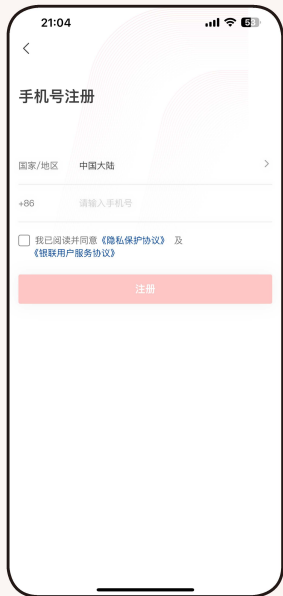 21:04
53
手机号注册
国家/地区 中国大陆
+86 请输入手机号
我已阅读并同意《隐私保护协议》 及
《银联用户服务协议》
注册